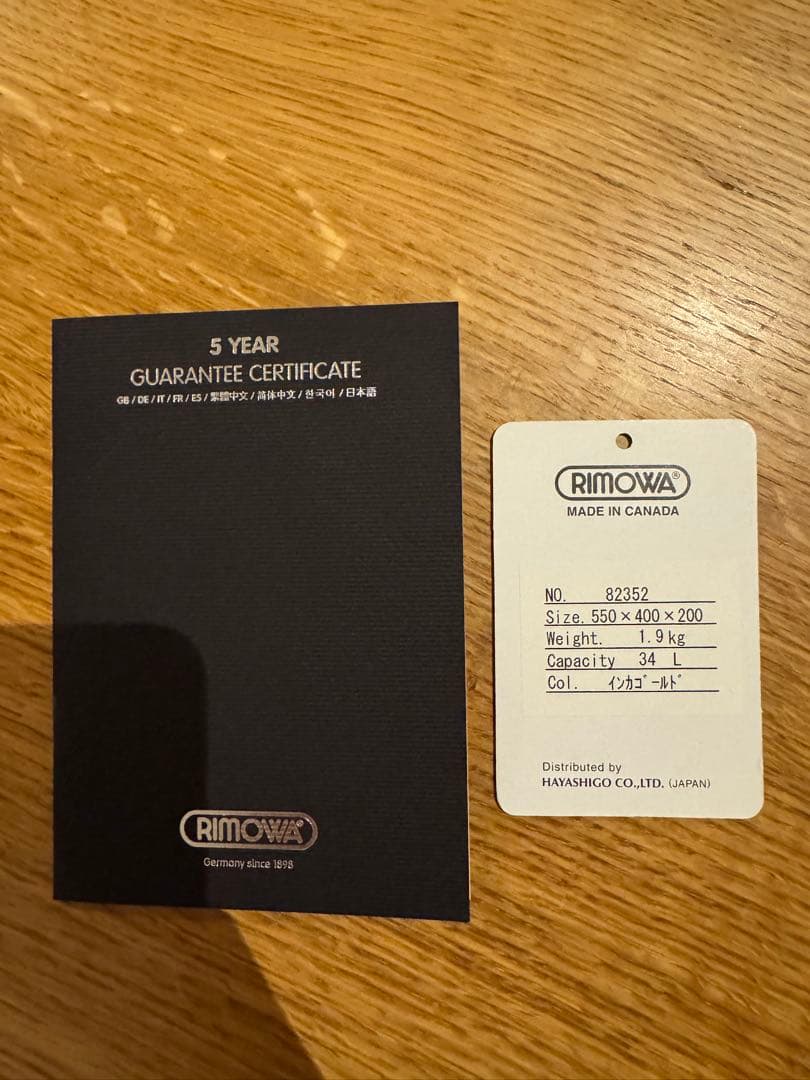 5 YEAR
GUARANTEE CERTIFICATE
GB / DE / IT / FR / ES / 繁體中文 / 简体中文 / 한국어 / 日本語
RIMOWA®
Germany since 1898
RIMOWA®
MADE IN CANADA
NO. 82352
Size. 550×400×200
Weight. 1.9kg
Capacity 34 L
Col. ｲﾝｶｺﾞｰﾙﾄﾞ
Distributed by
HAYASHIGO CO.,LTD. (JAPAN)